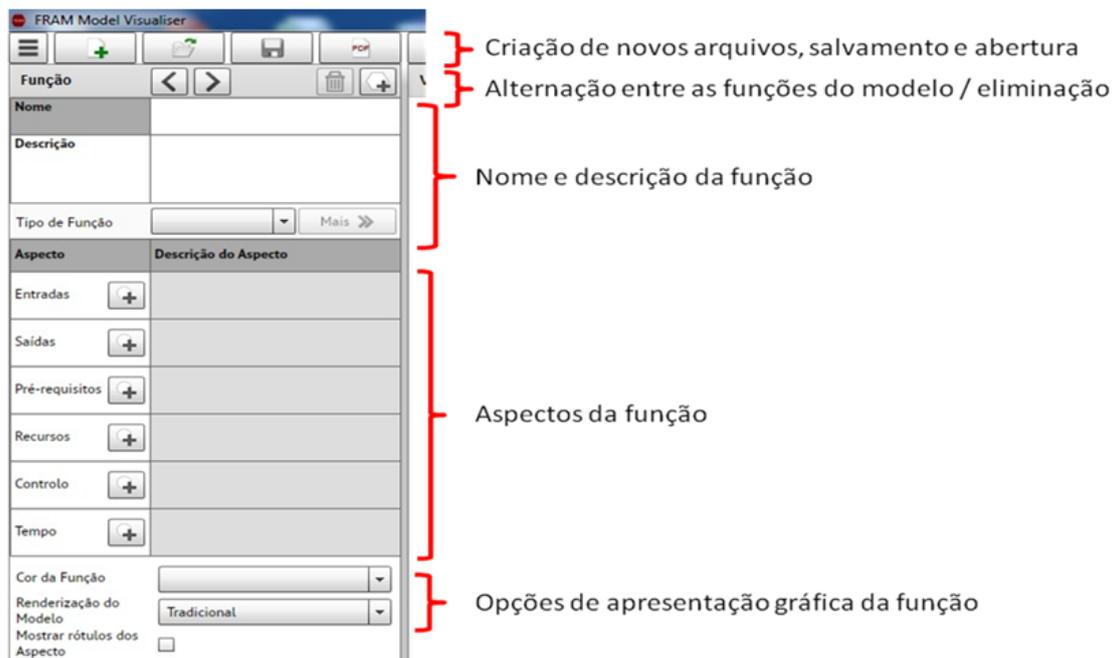 FRAM Model Visualiser
PDF
Criação de novos arquivos, salvamento e abertura
Função
Alternação entre as funções do modelo / eliminação
Nome
Descrição
Nome e descrição da função
Tipo de Função
Mais
Aspecto Descrição do Aspecto
Entradas
Saídas
Pré-requisitos
Aspectos da função
Recursos
Controlo
Tempo
Cor da Função
Renderização do
Modelo
Tradicional
Opções de apresentação gráfica da função
Mostrar rótulos dos
Aspecto